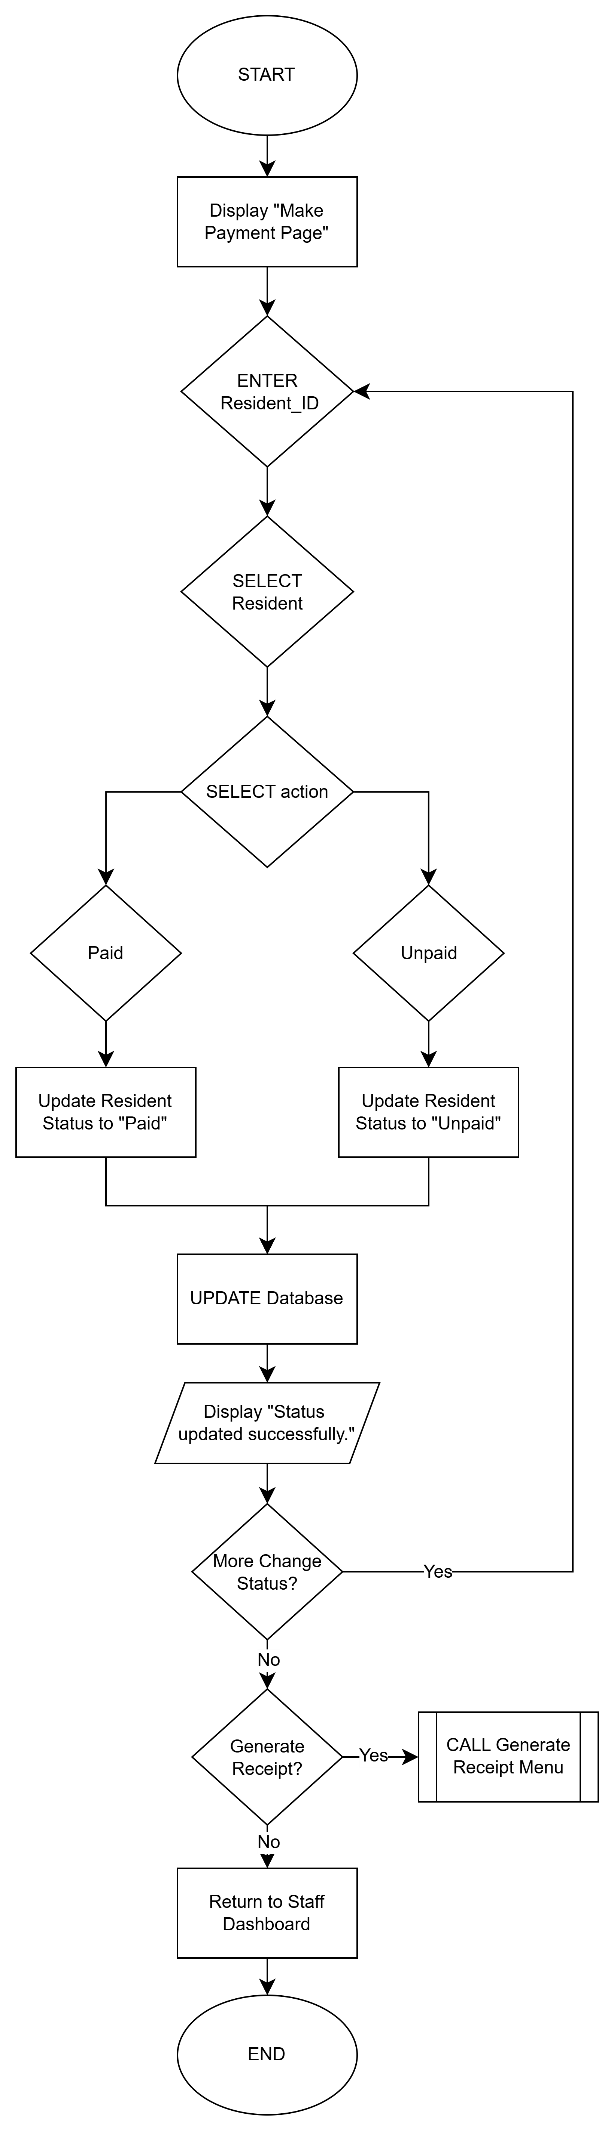 START
Display "Make
Payment Page"
ENTER
Resident_ID
SELECT
Resident
SELECT action
Paid
Unpaid
Update Resident
Status to "Paid"
Update Resident
Status to "Unpaid"
UPDATE Database
Display "Status
updated successfully."
More Change
Status?
Yes
No
Generate
Receipt?
Yes
CALL Generate
Receipt Menu
No
Return to Staff
Dashboard
END